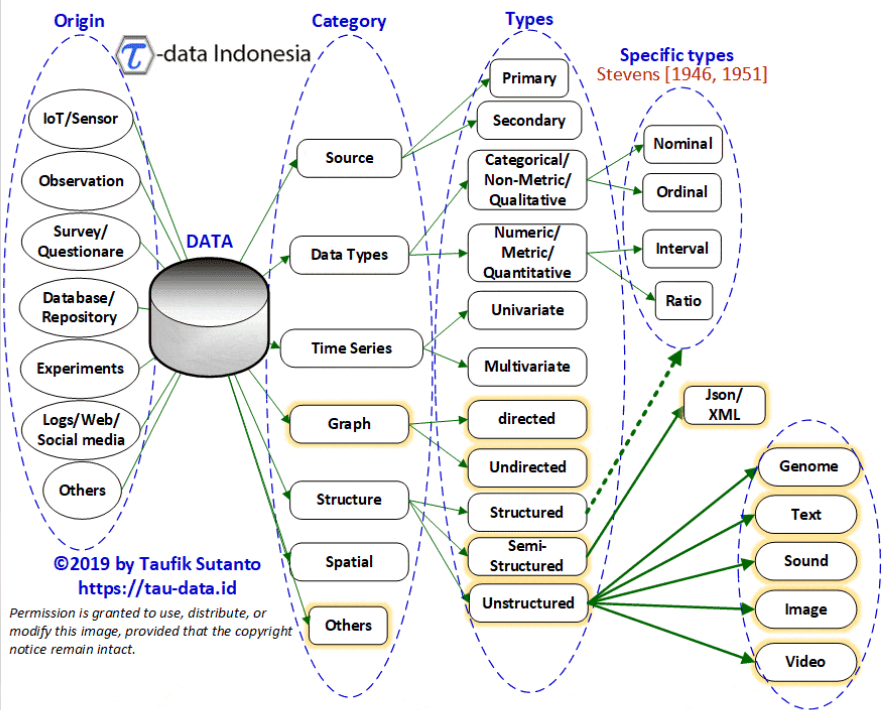 Origin
Category
Types
τ-data Indonesia
Specific types
Stevens [1946, 1951]
IoT/Sensor
Observation
Survey/
Questionare
Database/
Repository
Experiments
Logs/Web/
Social media
Others
DATA
Source
Data Types
Time Series
Graph
Structure
Spatial
Others
Primary
Secondary
Categorical/
Non-Metric/
Qualitative
Numeric/
Metric/
Quantitative
Univariate
Multivariate
directed
Undirected
Structured
Semi-
Structured
Unstructured
Nominal
Ordinal
Interval
Ratio
Json/
XML
Genome
Text
Sound
Image
Video
©2019 by Taufik Sutanto
https://tau-data.id
Permission is granted to use, distribute, or
modify this image, provided that the copyright
notice remain intact.